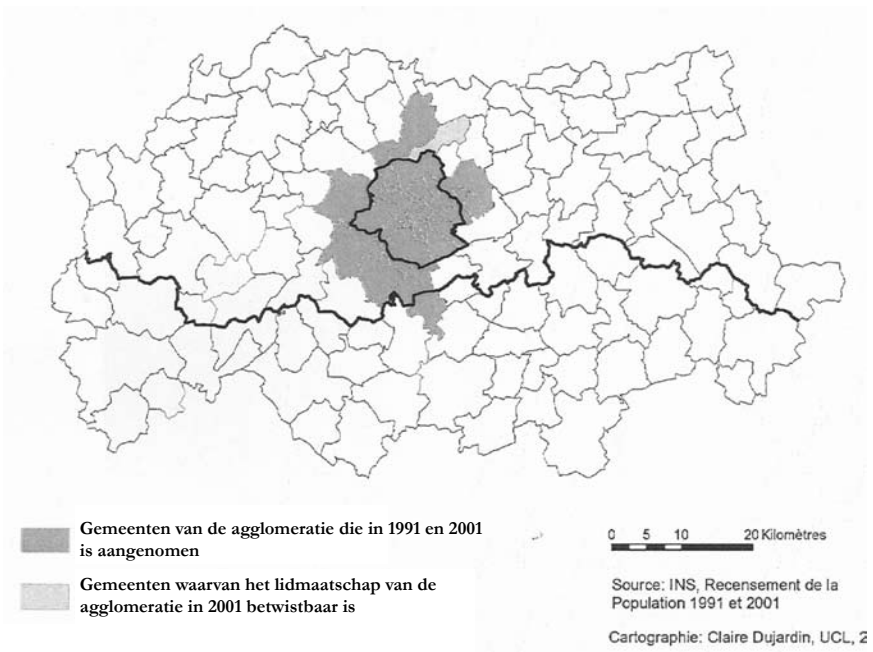 Gemeenten van de agglomeratie die in 1991 en 2001
is aangenomen
Gemeenten waarvan het lidmaatschap van de
agglomeratie in 2001 betwistbaar is
0 5 10 20 Kilomètres
Source: INS, Recensement de la
Population 1991 et 2001
Cartographie: Claire Dujardin, UCL, 2